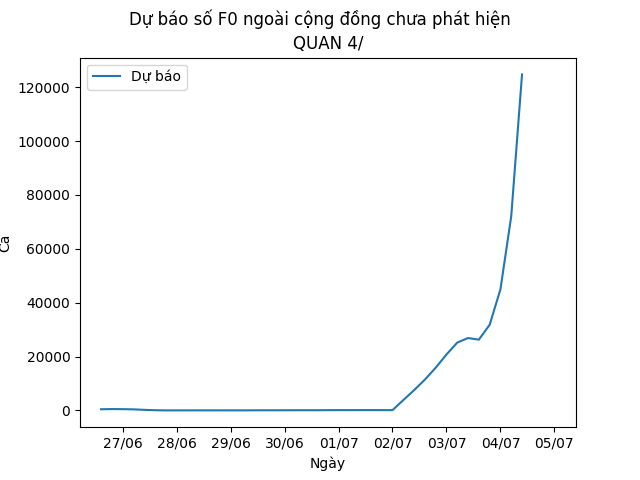 Dự báo số F0 ngoài cộng đồng chưa phát hiện
QUAN 4/
Dự báo
120000
100000
80000
60000
40000
20000
0
Ca
27/06 28/06 29/06 30/06 01/07 02/07 03/07 04/07 05/07
Ngày